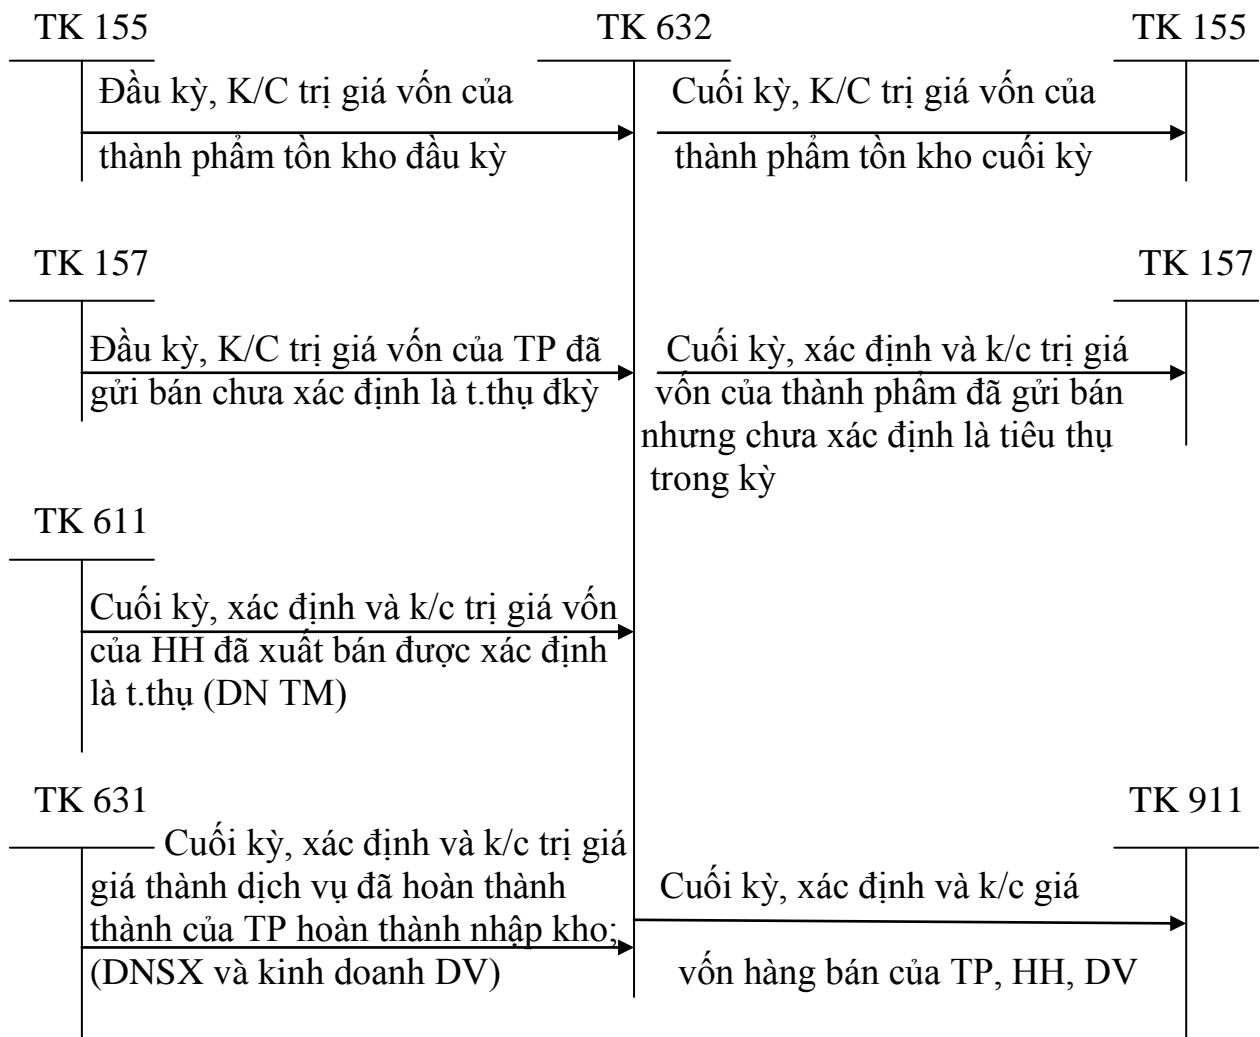 TK 155
TK 632
TK 155
Đầu kỳ, K/C trị giá vốn của
thành phẩm tồn kho đầu kỳ
Cuối kỳ, K/C trị giá vốn của
thành phẩm tồn kho cuối kỳ
TK 157
TK 157
Đầu kỳ, K/C trị giá vốn của TP đã
gửi bán chưa xác định là t.thụ đkỳ
Cuối kỳ, xác định và k/c trị giá
vốn của thành phẩm đã gửi bán
nhưng chưa xác định là tiêu thụ
trong kỳ
TK 611
Cuối kỳ, xác định và k/c trị giá vốn
của HH đã xuất bán được xác định
là t.thụ (DN TM)
TK 631
TK 911
Cuối kỳ, xác định và k/c trị giá
giá thành dịch vụ đã hoàn thành
thành của TP hoàn thành nhập kho;
(DNSX và kinh doanh DV)
Cuối kỳ, xác định và k/c giá
vốn hàng bán của TP, HH, DV